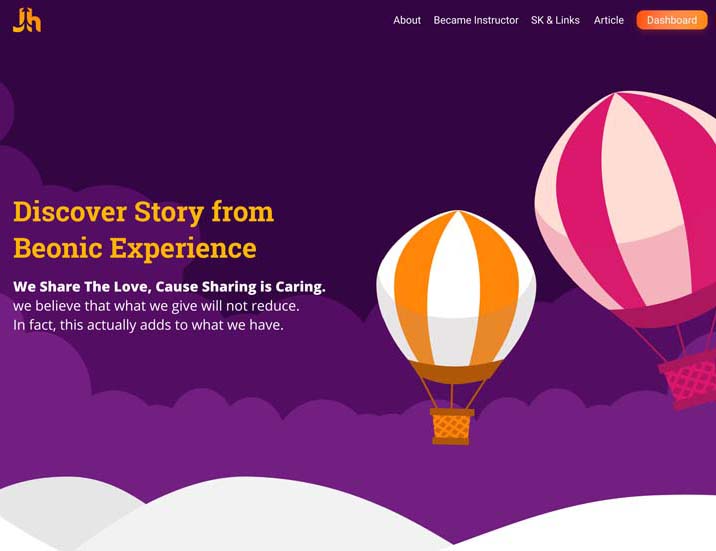 Jh
About
Became Instructor
SK & Links
Article
Dashboard
Discover Story from
Beonic Experience
We Share The Love, Cause Sharing is Caring.
we believe that what we give will not reduce.
In fact, this actually adds to what we have.